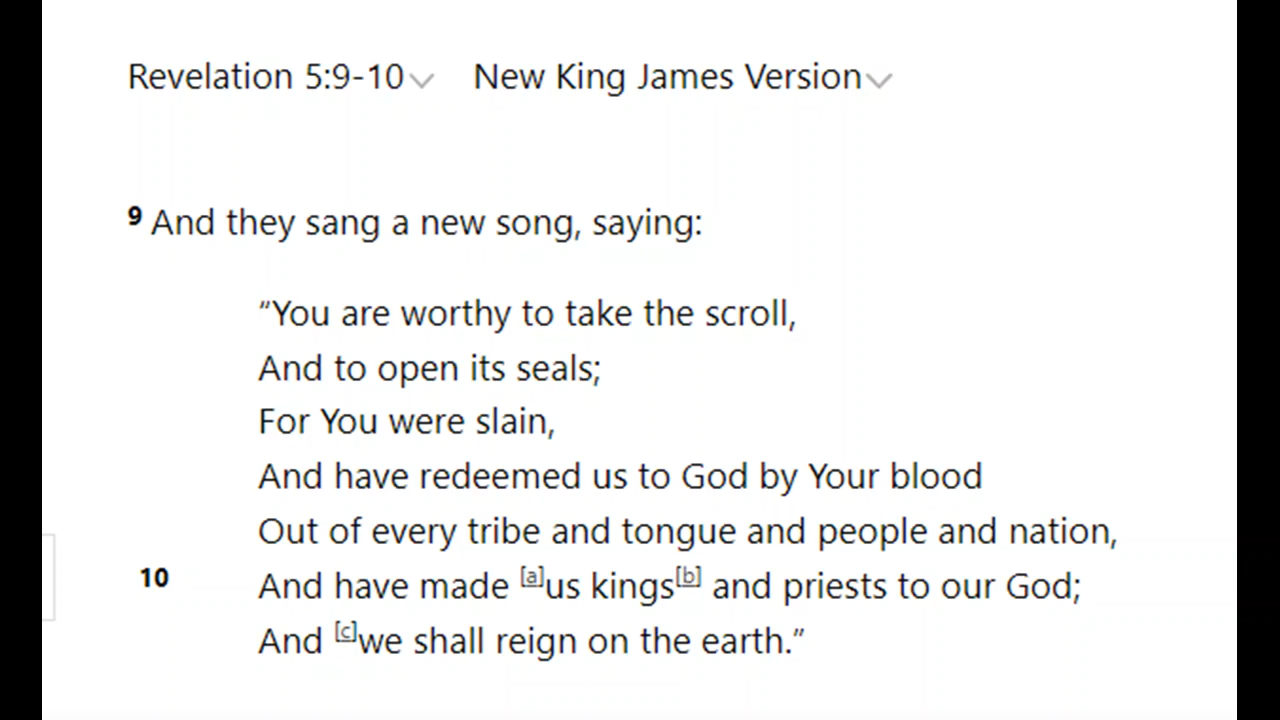 Revelation 5:9-10 New King James Version
9 And they sang a new song, saying:
“You are worthy to take the scroll,
And to open its seals;
For You were slain,
And have redeemed us to God by Your blood
Out of every tribe and tongue and people and nation,
10 And have made [a]us kings[b] and priests to our God;
And [c]we shall reign on the earth.”